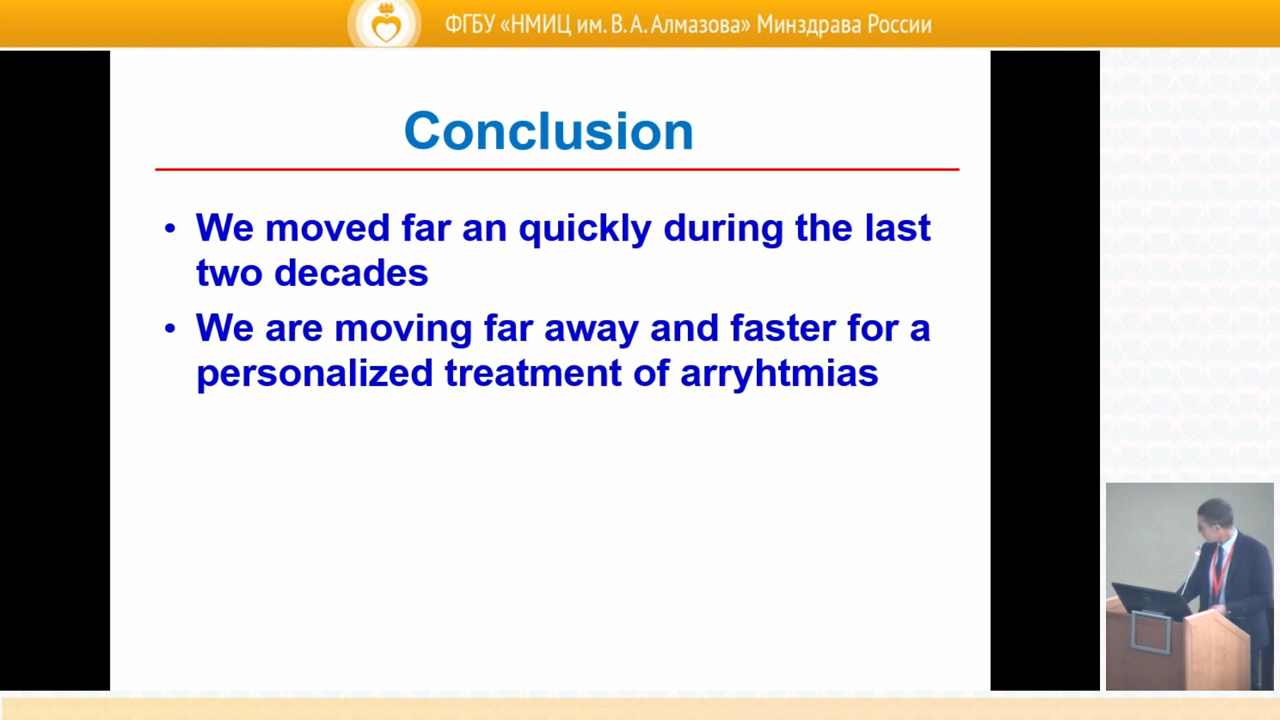 ФГБУ «НМИЦ им. В. А. Алмазова» Минздрава России
Conclusion
• We moved far an quickly during the last
two decades
• We are moving far away and faster for a
personalized treatment of arryhtmias